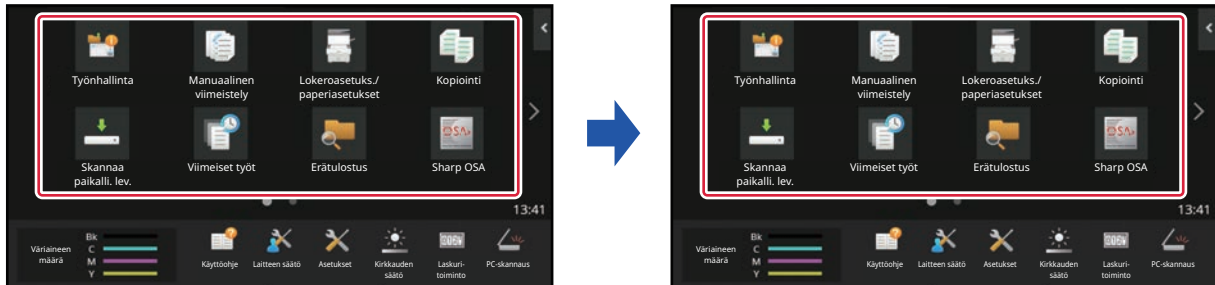 Työnhallinta
Manuaalinen
viimeistely
Lokeroasetuks./
paperiasetukset
Kopiointi
OSA
Skannaa
paikalli. lev.
Viimeiset työt
Erätulostus
Sharp OSA
13:41
Väriaineen
määrä
Bk
C
M
Y
Käyttöohje
Laitteen säätö
Asetukset
Kirkkauden
säätö
Laskuri-
toiminto
PC-skannaus
Työnhallinta
Manuaalinen
viimeistely
Lokeroasetuks./
paperiasetukset
Kopiointi
OSA
Skannaa
paikalli. lev.
Viimeiset työt
Erätulostus
Sharp OSA
13:41
Väriaineen
määrä
Bk
C
M
Y
Käyttöohje
Laitteen säätö
Asetukset
Kirkkauden
säätö
Laskuri-
toiminto
PC-skannaus